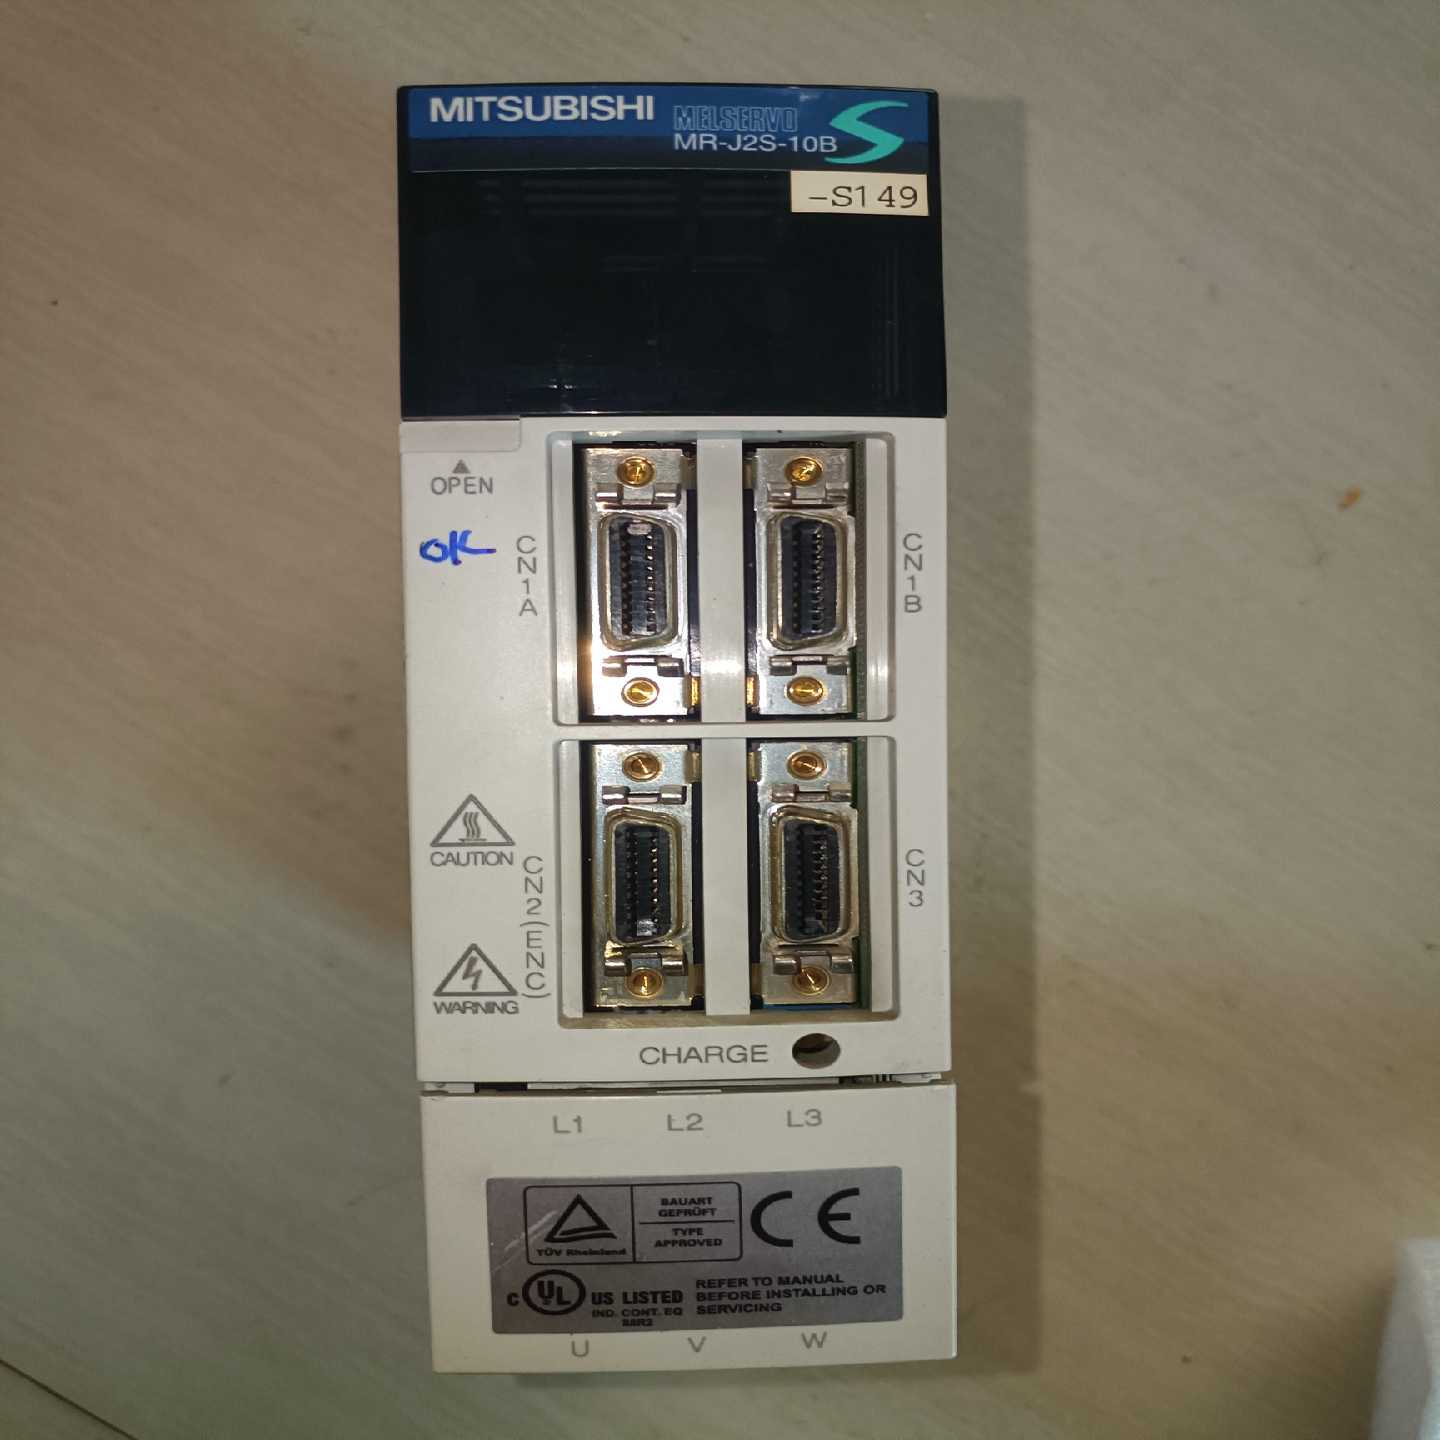 MITSUBISHI
MELSERVO
MR-J2S-10B
-S149
OPEN
OK
CN1A
CN1B
CAUTION
CN2(ENC)
CN3
WARNING
CHARGE
L1 L2 L3
TÜV Rheinland
BAUART
GEPRÜFT
TYPE
APPROVED
CE
C UL US LISTED
IND. CONT. EQ
REFER TO MANUAL
BEFORE INSTALLING OR
SERVICING
U V W